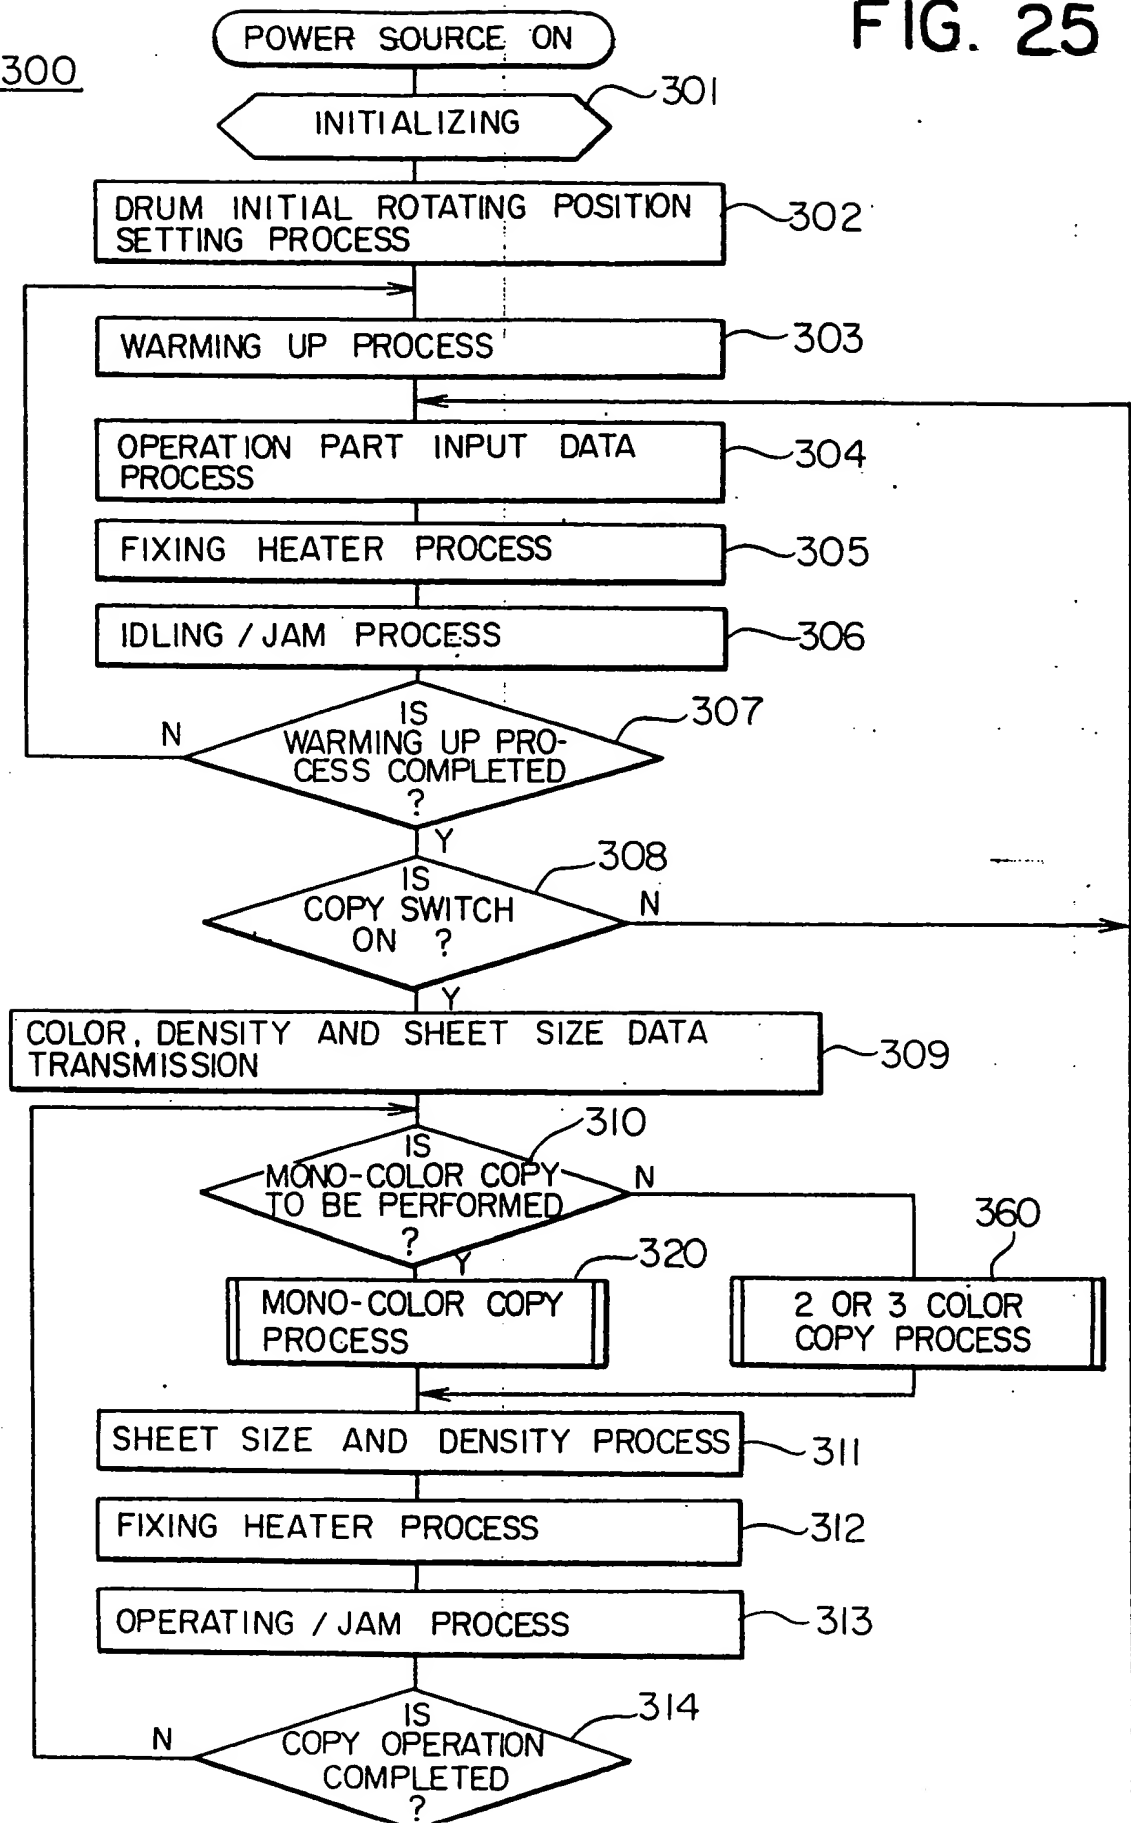 FIG. 25
300
POWER SOURCE ON
301
INITIALIZING
DRUM INITIAL ROTATING POSITION
SETTING PROCESS
302
WARMING UP PROCESS
303
OPERATION PART INPUT DATA
PROCESS
304
FIXING HEATER PROCESS
305
IDLING / JAM PROCESS
306
307
IS
WARMING UP PRO-
CESS COMPLETED
?
N
Y
308
IS
COPY SWITCH
ON ?
N
Y
COLOR, DENSITY AND SHEET SIZE DATA
TRANSMISSION
309
310
IS
MONO-COLOR COPY
TO BE PERFORMED
?
N
Y
320
360
MONO-COLOR COPY
PROCESS
2 OR 3 COLOR
COPY PROCESS
SHEET SIZE AND DENSITY PROCESS
311
FIXING HEATER PROCESS
312
OPERATING / JAM PROCESS
313
314
IS
COPY OPERATION
COMPLETED
?
N